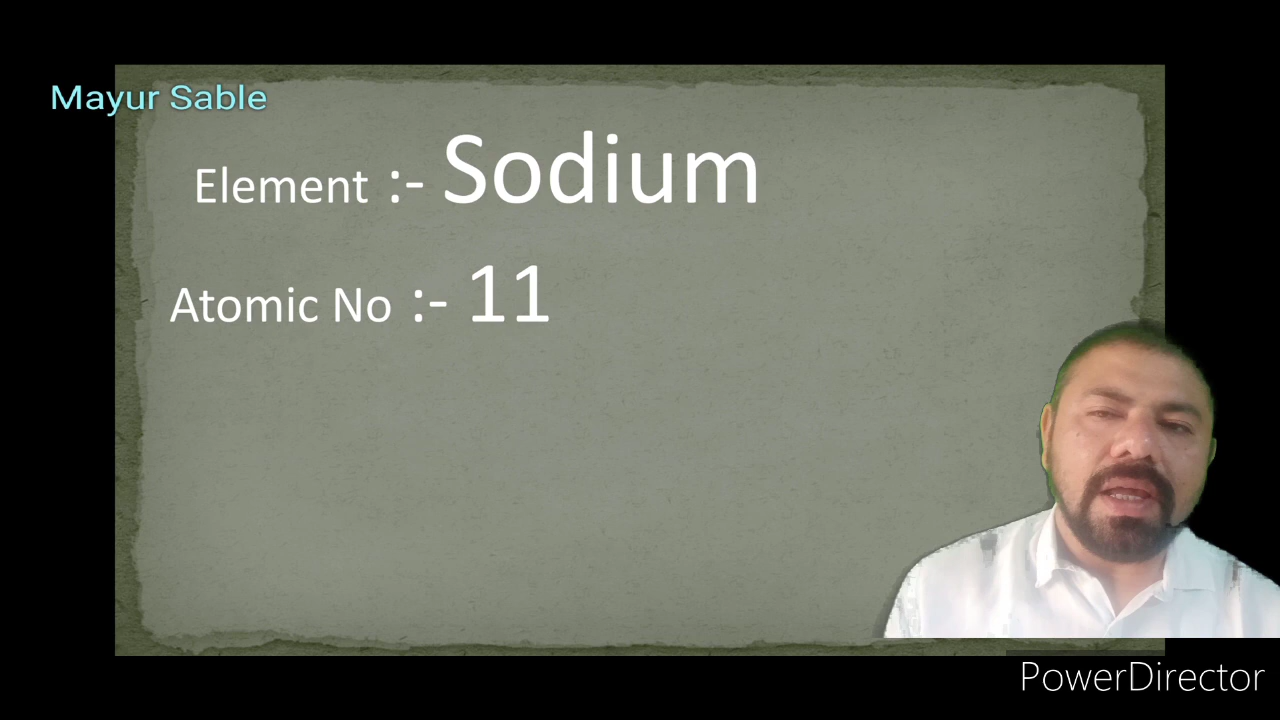 Mayur Sable
Element :- Sodium
Atomic No :- 11
PowerDirector